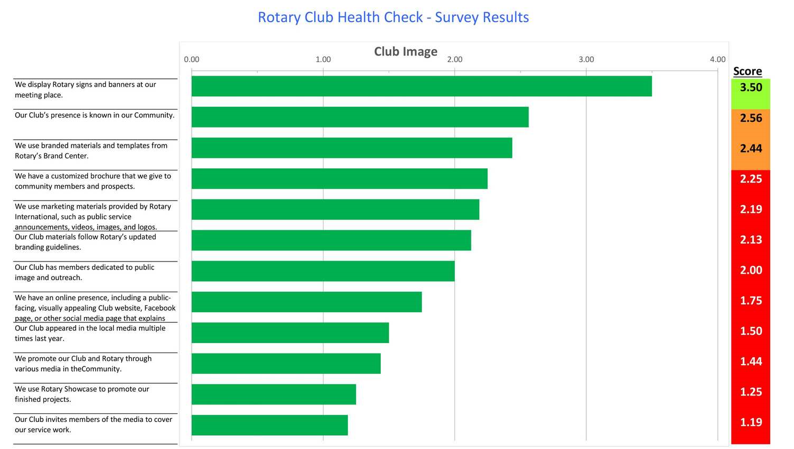 Rotary Club Health Check - Survey Results
Club Image
0.00 1.00 2.00 3.00 4.00
Score
We display Rotary signs and banners at our
meeting place.
3.50
Our Club's presence is known in our Community.
2.56
We use branded materials and templates from
Rotary's Brand Center.
2.44
We have a customized brochure that we give to
community members and prospects.
2.25
We use marketing materials provided by Rotary
International, such as public service
announcements, videos, images, and logos.
2.19
Our Club materials follow Rotary's updated
branding guidelines.
2.13
Our Club has members dedicated to public
image and outreach.
2.00
We have an online presence, including a public-
facing, visually appealing Club website, Facebook
page, or other social media page that explains
1.75
Our Club appeared in the local media multiple
times last year.
1.50
We promote our Club and Rotary through
various media in theCommunity.
1.44
We use Rotary Showcase to promote our
finished projects.
1.25
Our Club invites members of the media to cover
our service work.
1.19